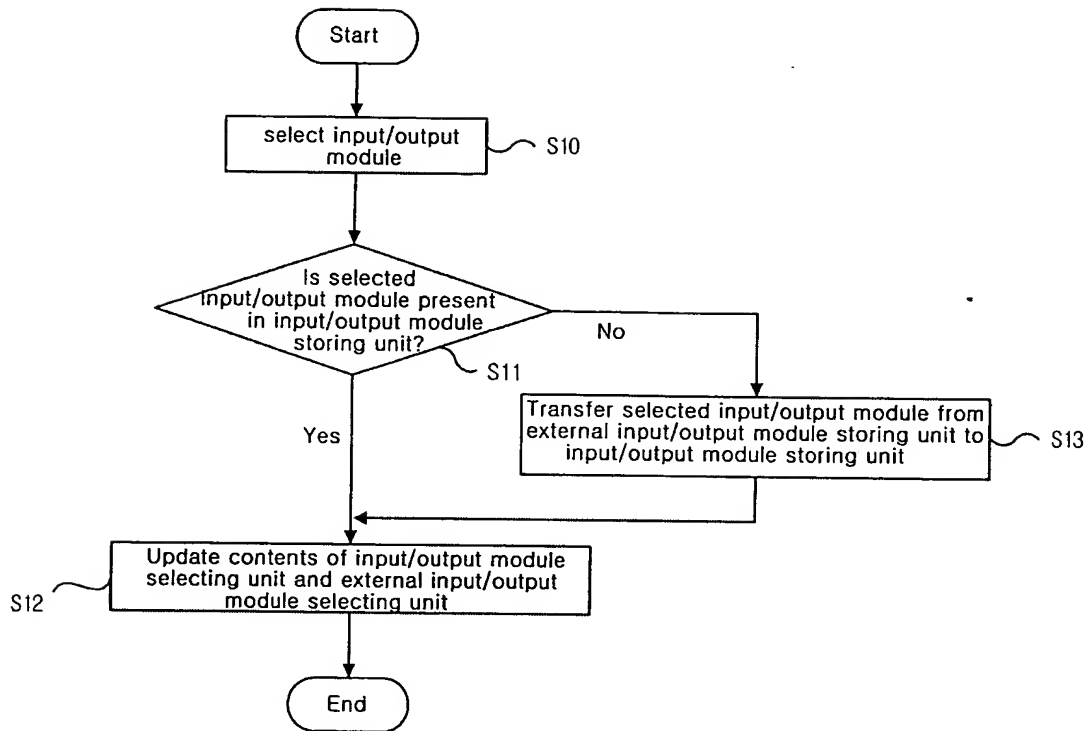 Start
select input/output
module
S10
Is selected
input/output module present
in input/output module
storing unit?
No
S11
Yes
Transfer selected input/output module from
external input/output module storing unit to
input/output module storing unit
S13
Update contents of input/output module
selecting unit and external input/output
module selecting unit
S12
End